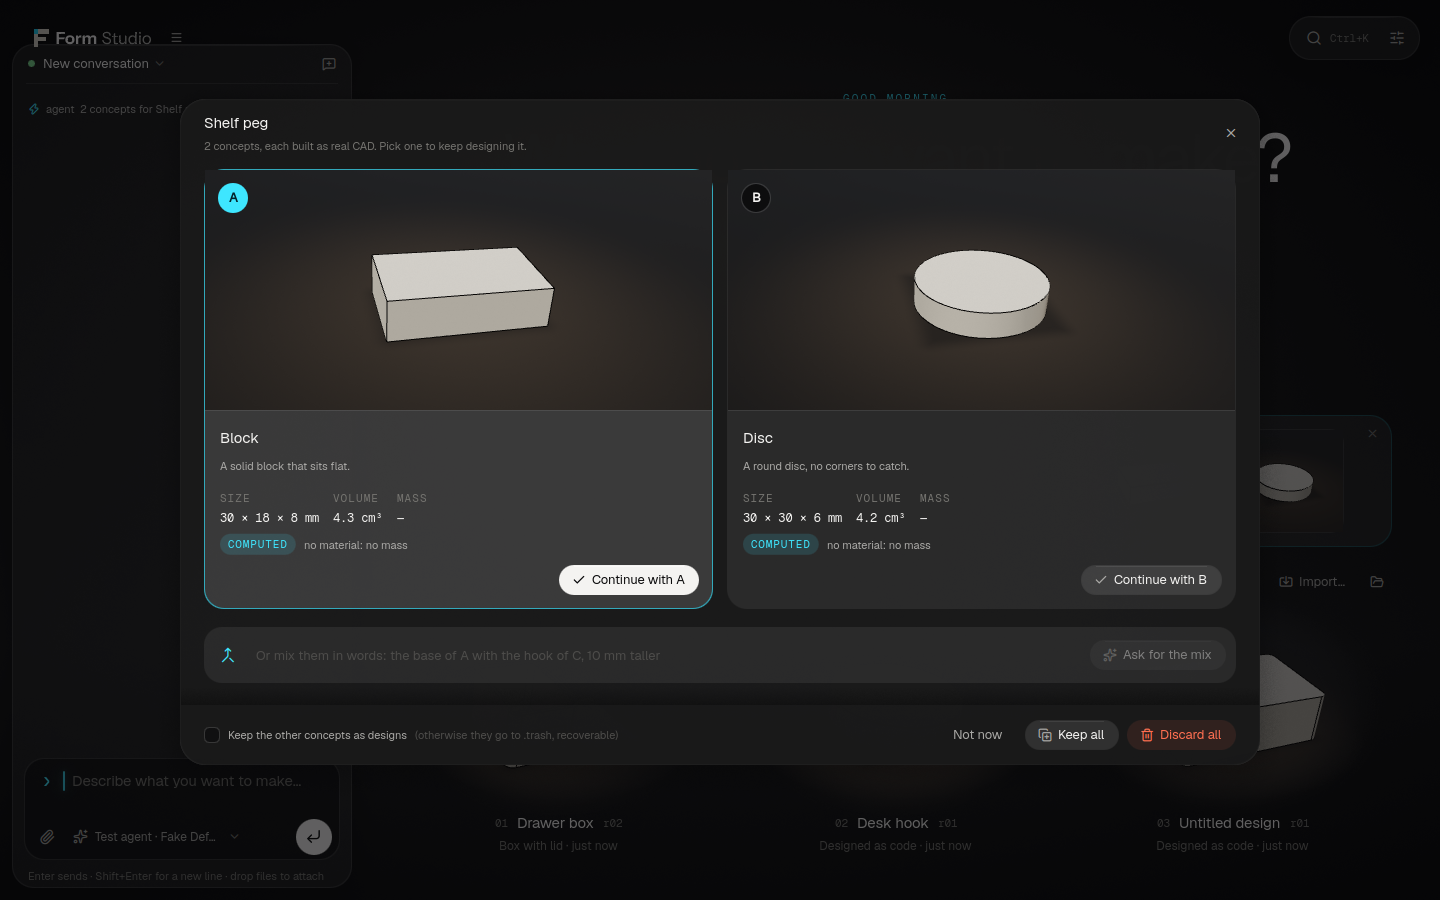 Form Studio
Ctrl+K
New conversation
agent 2 concepts for Shelf
GOOD MORNING
?
Shelf peg
2 concepts, each built as real CAD. Pick one to keep designing it.
A
B
Block
A solid block that sits flat.
SIZE VOLUME MASS
30 × 18 × 8 mm 4.3 cm³ —
COMPUTED no material: no mass
Continue with A
Disc
A round disc, no corners to catch.
SIZE VOLUME MASS
30 × 30 × 6 mm 4.2 cm³ —
COMPUTED no material: no mass
Continue with B
Import...
Or mix them in words: the base of A with the hook of C, 10 mm taller
Ask for the mix
Keep the other concepts as designs (otherwise they go to .trash, recoverable)
Not now
Keep all
Discard all
Describe what you want to make...
Test agent · Fake Def...
Enter sends · Shift+Enter for a new line · drop files to attach
01 Drawer box r02
Box with lid · just now
02 Desk hook r01
Designed as code · just now
03 Untitled design r01
Designed as code · just now